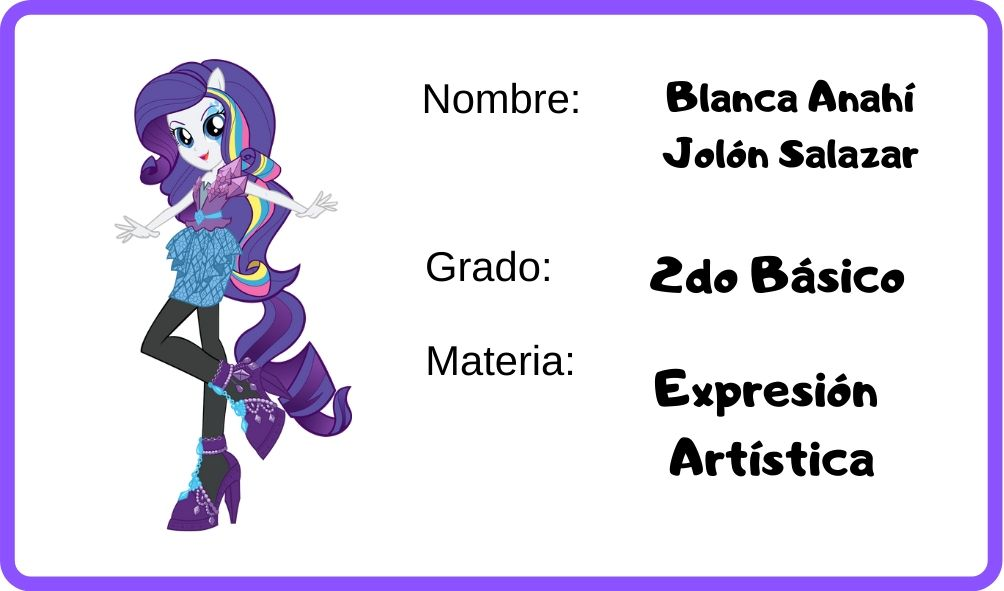 Nombre: Blanca Anahí
Jolón Salazar
Grado: 2do Básico
Materia:
Expresión
Artística